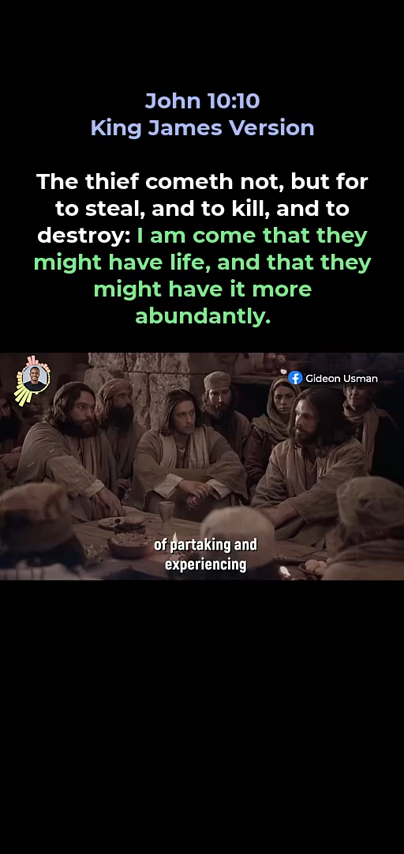 John 10:10
King James Version
The thief cometh not, but for
to steal, and to kill, and to
destroy: I am come that they
might have life, and that they
might have it more
abundantly.
Gideon Usman
of partaking and
experiencing